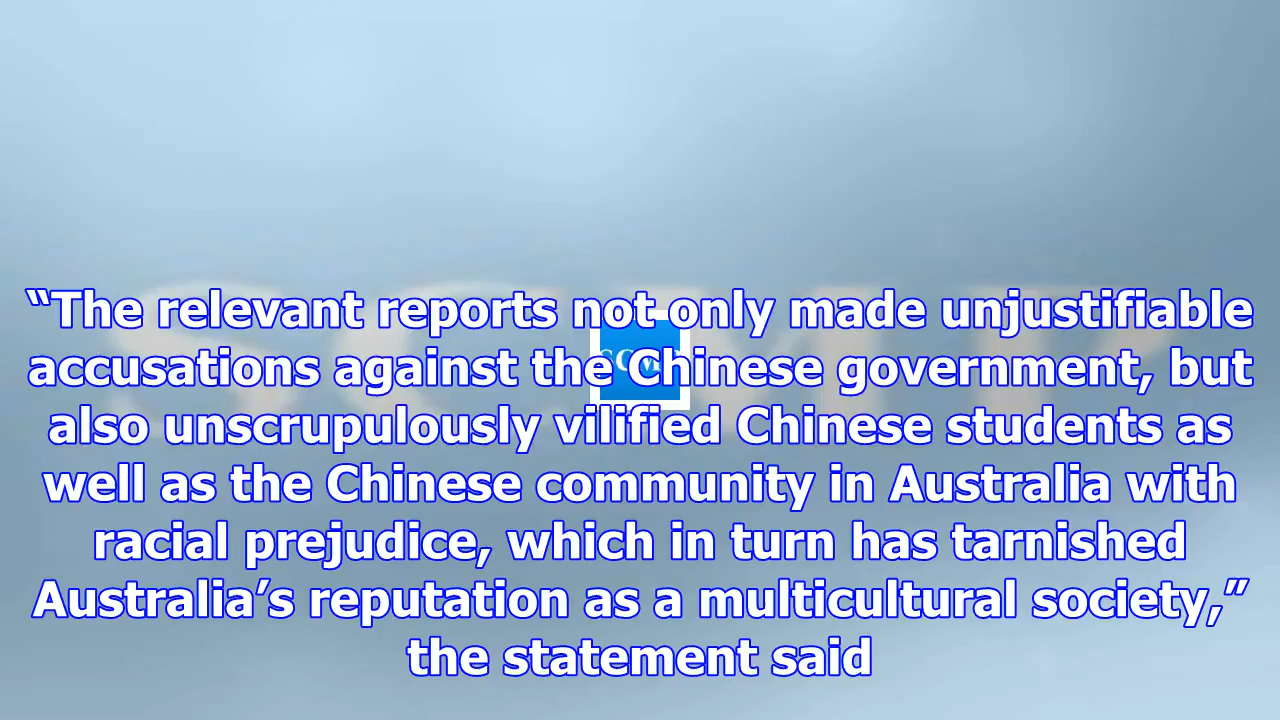 “The relevant reports not only made unjustifiable
accusations against the Chinese government, but
also unscrupulously vilified Chinese students as
well as the Chinese community in Australia with
racial prejudice, which in turn has tarnished
Australia’s reputation as a multicultural society,”
the statement said